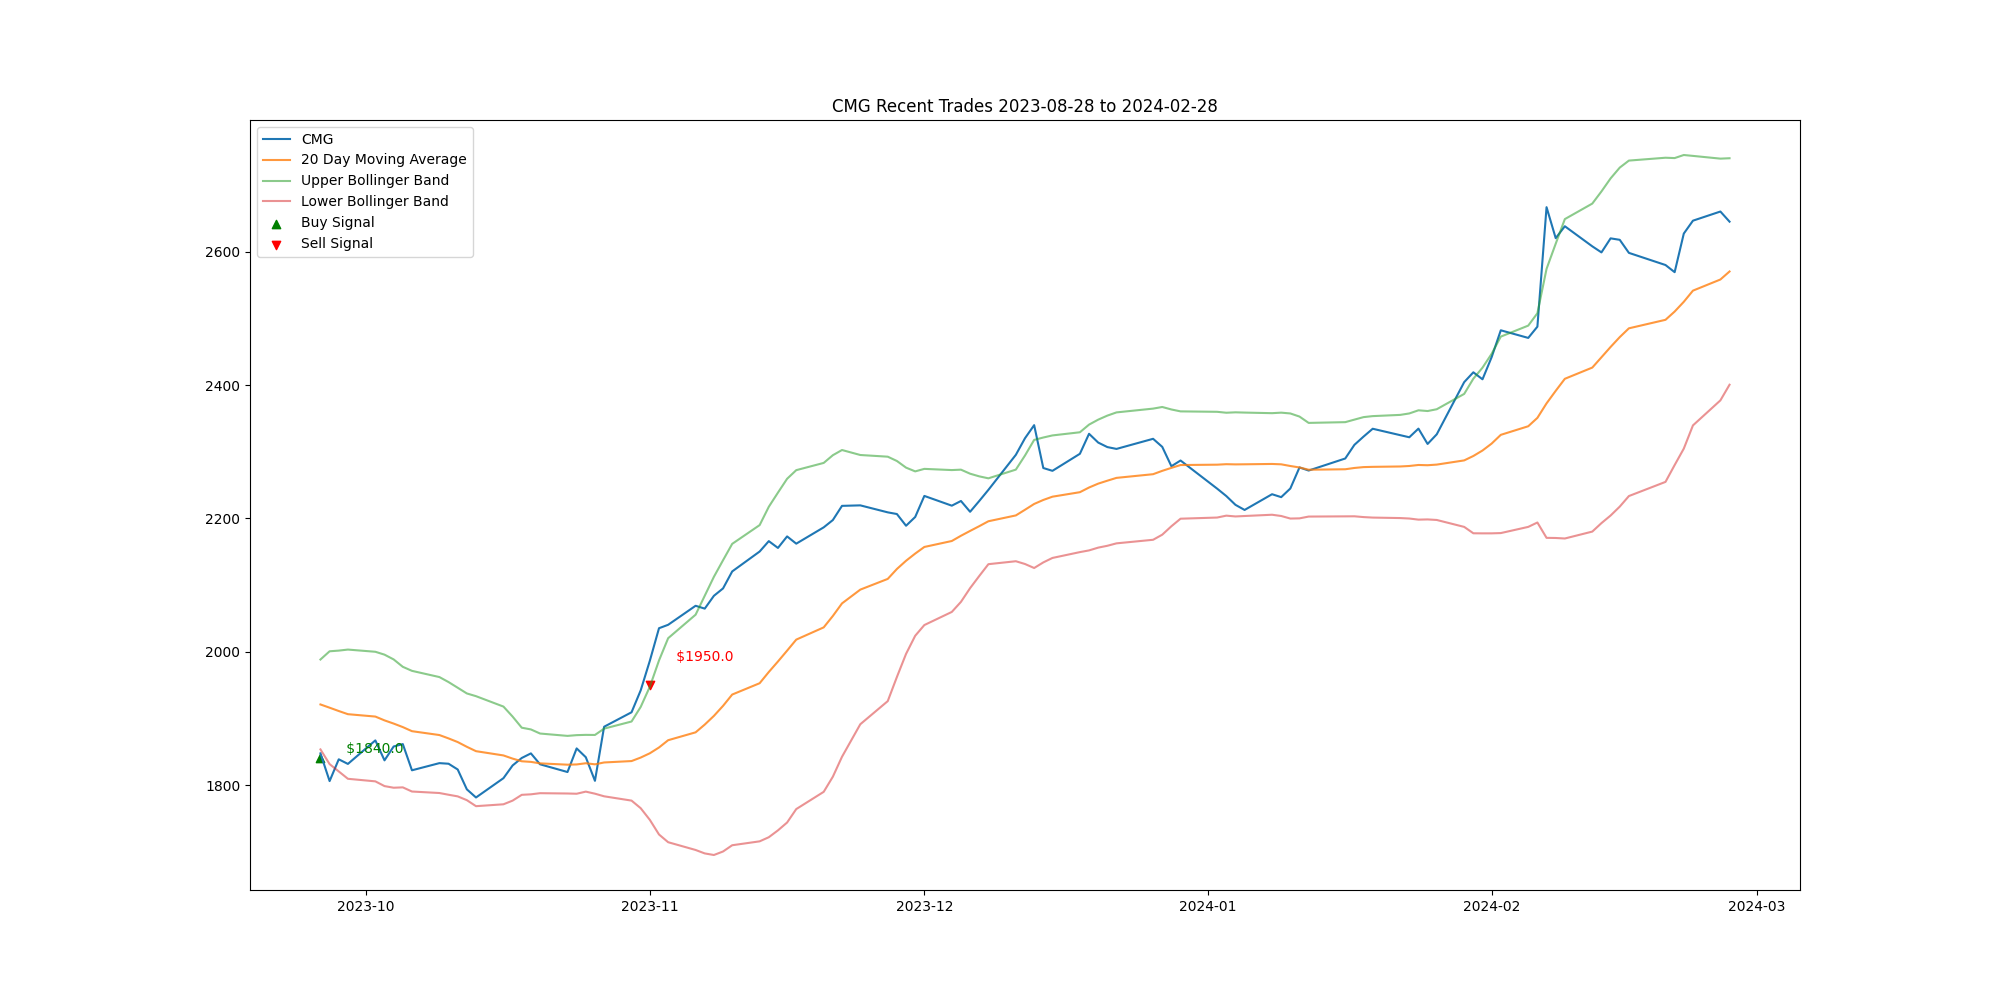 CMG Recent Trades 2023-08-28 to 2024-02-28
CMG
20 Day Moving Average
Upper Bollinger Band
Lower Bollinger Band
Buy Signal
Sell Signal
2600
2400
2200
2000
1800
$1950.0
$1840.0
2023-10
2023-11
2023-12
2024-01
2024-02
2024-03